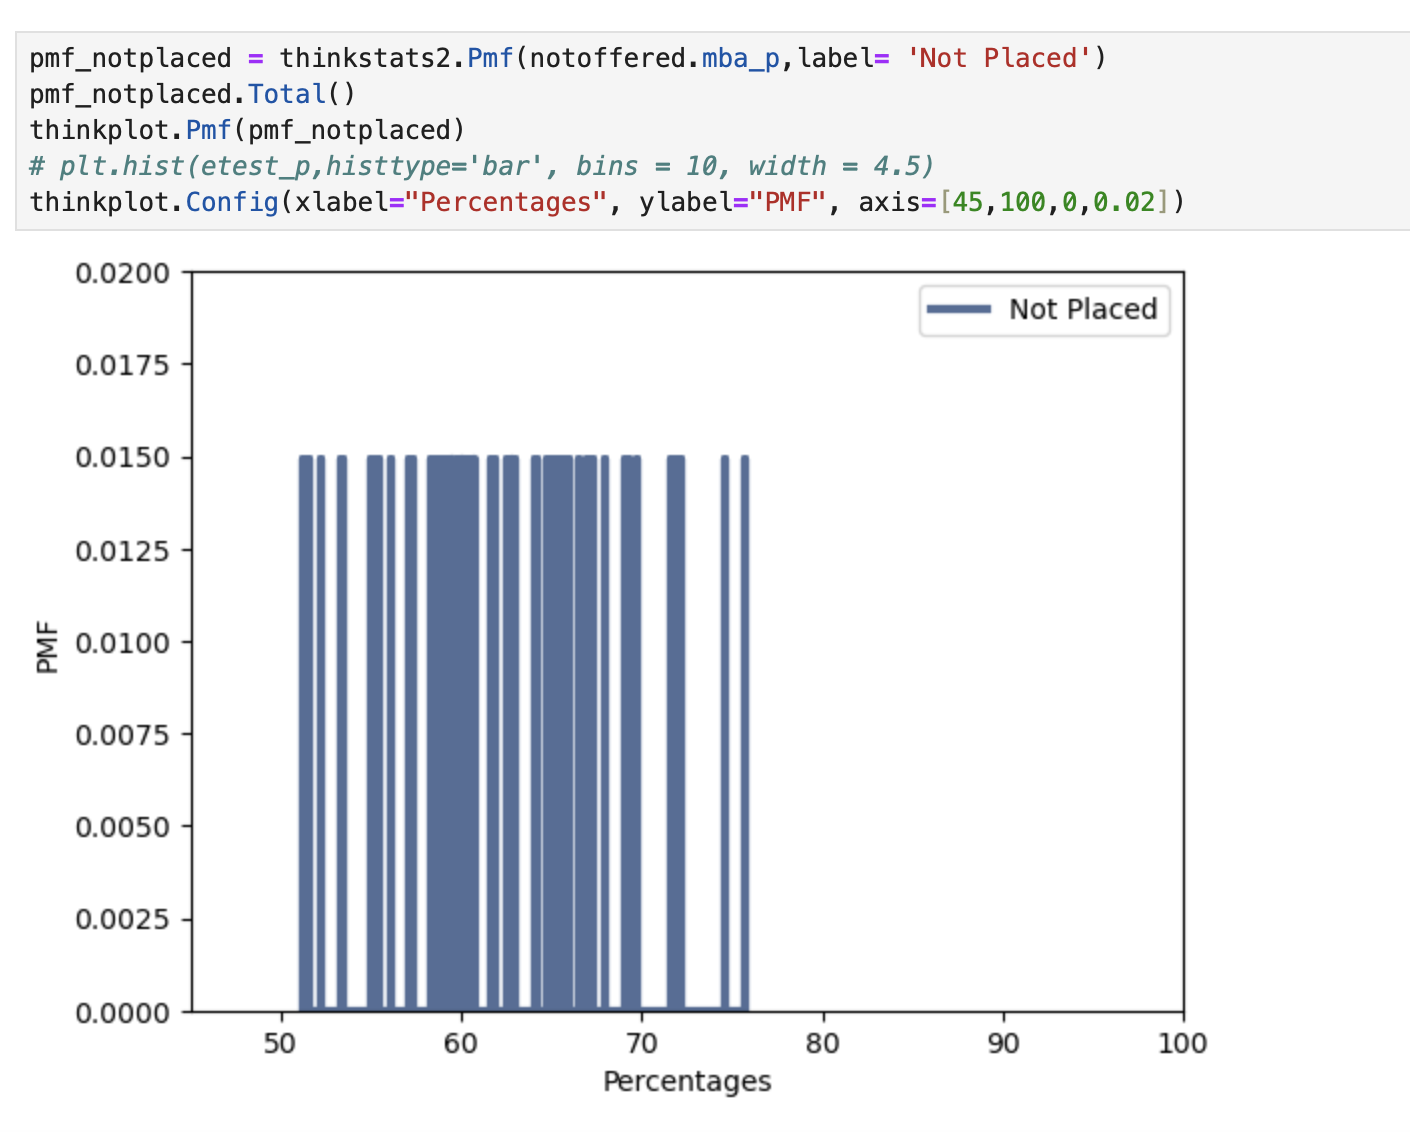 pmf_notplaced = thinkstats2.Pmf(notoffered.mba_p,label= 'Not Placed')
pmf_notplaced.Total()
thinkplot.Pmf(pmf_notplaced)
# plt.hist(etest_p,histtype='bar', bins = 10, width = 4.5)
thinkplot.Config(xlabel="Percentages", ylabel="PMF", axis=[45,100,0,0.02])
0.0200
Not Placed
0.0175
0.0150
0.0125
0.0100
PMF
0.0075
0.0050
0.0025
0.0000
50 60 70 80 90 100
Percentages